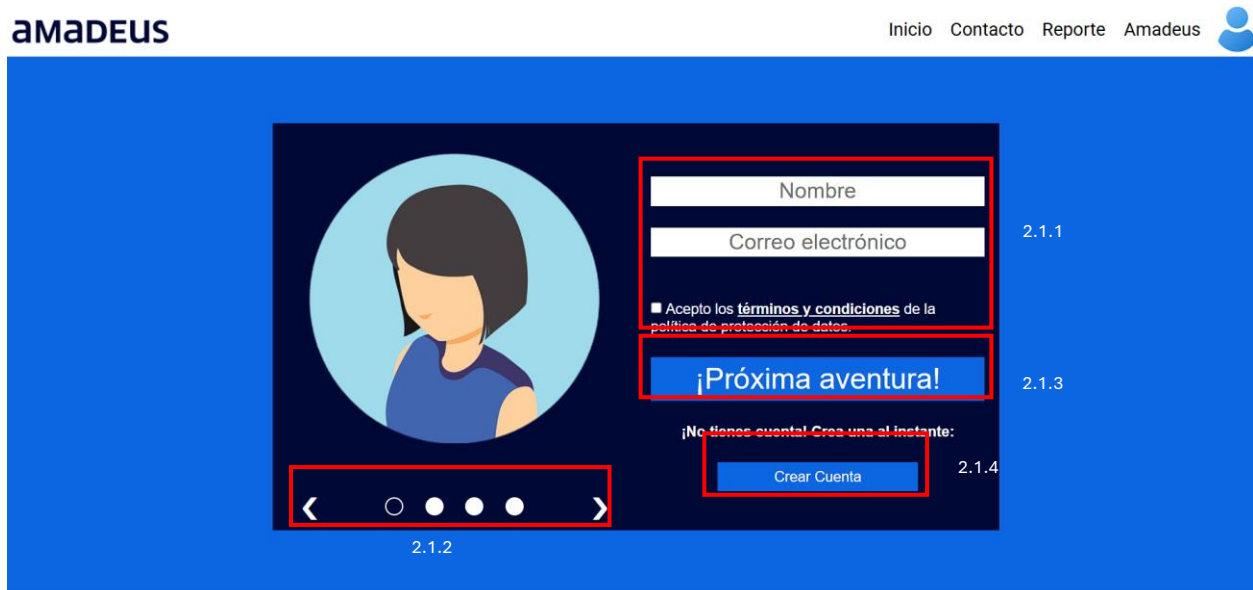 amadeus
Inicio Contacto Reporte Amadeus
Nombre
2.1.1
Correo electrónico
Acepto los términos y condiciones de la
política de protección de datos.
¡Próxima aventura!
2.1.3
¡No tienes cuenta! Crea una al instante:
Crear Cuenta
2.1.4
2.1.2